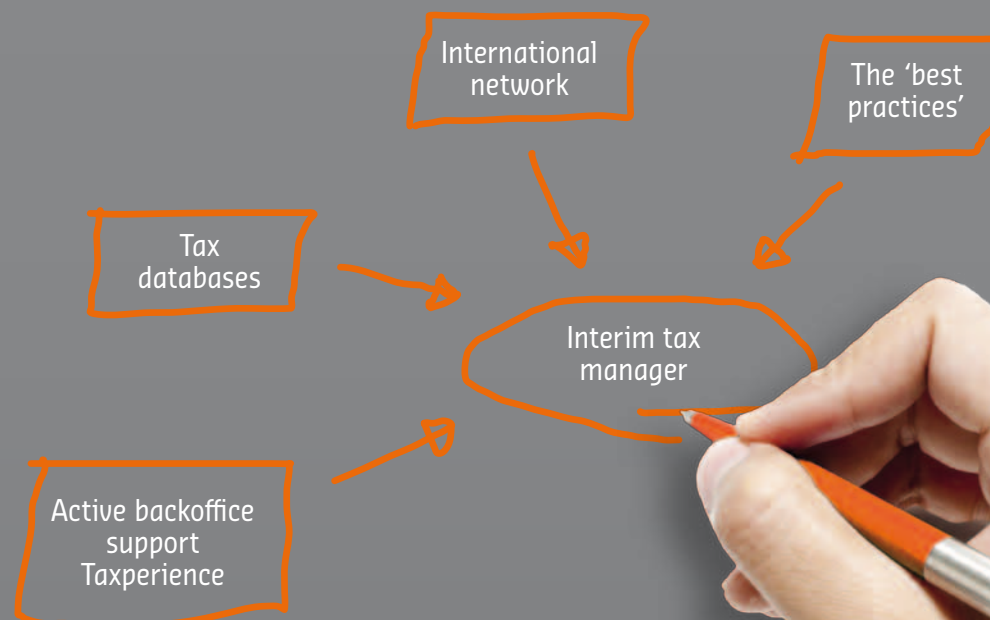 International
network
The ‘best
practices’
Tax
databases
Interim tax
manager
Active backoffice
support
Taxperience